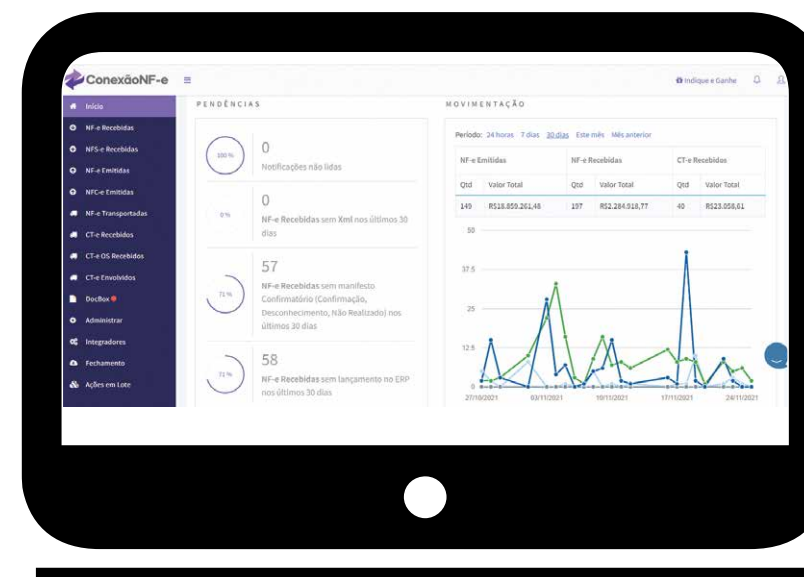 ConexãoNF-e
Indique e Ganhe
Início
NF-e Recebidas
NFS-e Recebidas
NF-e Emitidas
NFC-e Emitidas
NF-e Transportadas
CT-e Recebidos
CT-e OS Recebidos
CT-e Envolvidos
DocBox
Administrar
Integradores
Fechamento
Ações em Lote
PENDÊNCIAS
100 %
0
Notificações não lidas
0 %
0
NF-e Recebidas sem Xml nos últimos 30
dias
71 %
57
NF-e Recebidas sem manifesto
Confirmatório (Confirmação,
Desconhecimento, Não Realizado) nos
últimos 30 dias
71 %
58
NF-e Recebidas sem lançamento no ERP
nos últimos 30 dias
MOVIMENTAÇÃO
Período: 24 horas 7 dias 30 dias Este mês Mês anterior
NF-e Emitidas NF-e Recebidas CT-e Recebidos
Qtd Valor Total Qtd Valor Total Qtd Valor Total
149 R$18.859.261,48 197 R$2.284.918,77 40 R$23.058,61
50
37.5
25
12.5
0
27/10/2021 03/11/2021 10/11/2021 17/11/2021 24/11/2021